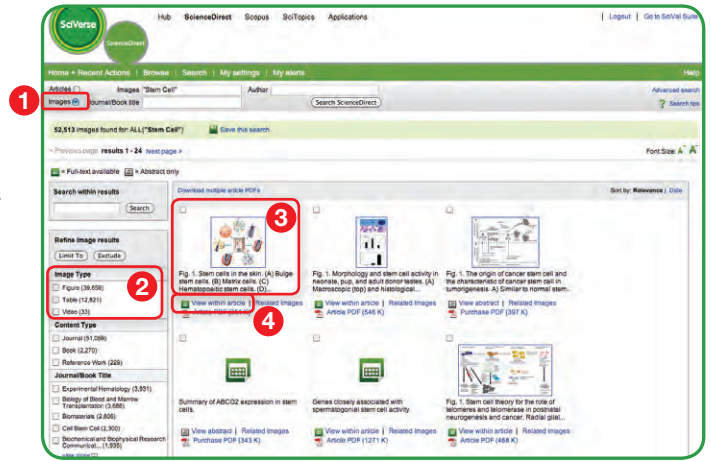 SciVerse
ScienceDirect
Hub ScienceDirect Scopus SciTopics Applications
| Logout | Go to SciVal Suite
Home + Recent Actions | Browse | Search | My settings | My alerts
Help
Articles Images "Stem Cell" Author
Advanced search
1
Images Journal/Book title Search ScienceDirect
? Search tips
52,513 images found for ALL("Stem Cell") Save this search
< Previous page results 1 - 24 Next page >
Font Size: A- A+
= Full-text available = Abstract only
Search within results
Search
Refine image results
Limit To Exclude
2
Image Type
Figure (39,659)
Table (12,821)
Video (33)
Content Type
Journal (51,059)
Book (2,270)
Reference Work (229)
Journal/Book Title
Experimental Hematology (3,931)
Biology of Blood and Marrow
Transplantation (3,666)
Biomaterials (2,808)
Cell Stem Cell (2,300)
Biochemical and Biophysical Research
Communicat... (1,935)
Download multiple article PDFs
Sort by: Relevance | Date
3
Fig. 1. Stem cells in the skin. (A) Bulge
stem cells. (B) Matrix cells. (C)
Hematopoeitic stem cells. (D)...
View within article | Related Images
4
Article PDF
Fig. 1. Morphology and stem cell activity in
neonate, pup, and adult donor testes. (A)
Macroscopic (top) and histological...
View within article | Related Images
Article PDF (546 K)
Fig. 1. The origin of cancer stem cell and
the characteristic of cancer stem cell in
tumorigenesis. A) Similar to normal stem...
View abstract | Related Images
Purchase PDF (397 K)
Summary of ABCG2 expression in stem
cells.
View abstract | Related Images
Purchase PDF (343 K)
Genes closely associated with
spermatogonial stem cell activity.
View within article | Related Images
Article PDF (1271 K)
Fig. 1. Stem cell theory for the role of
telomeres and telomerase in postnatal
neurogenesis and cancer. Radial glial...
View within article | Related Images
Article PDF (468 K)